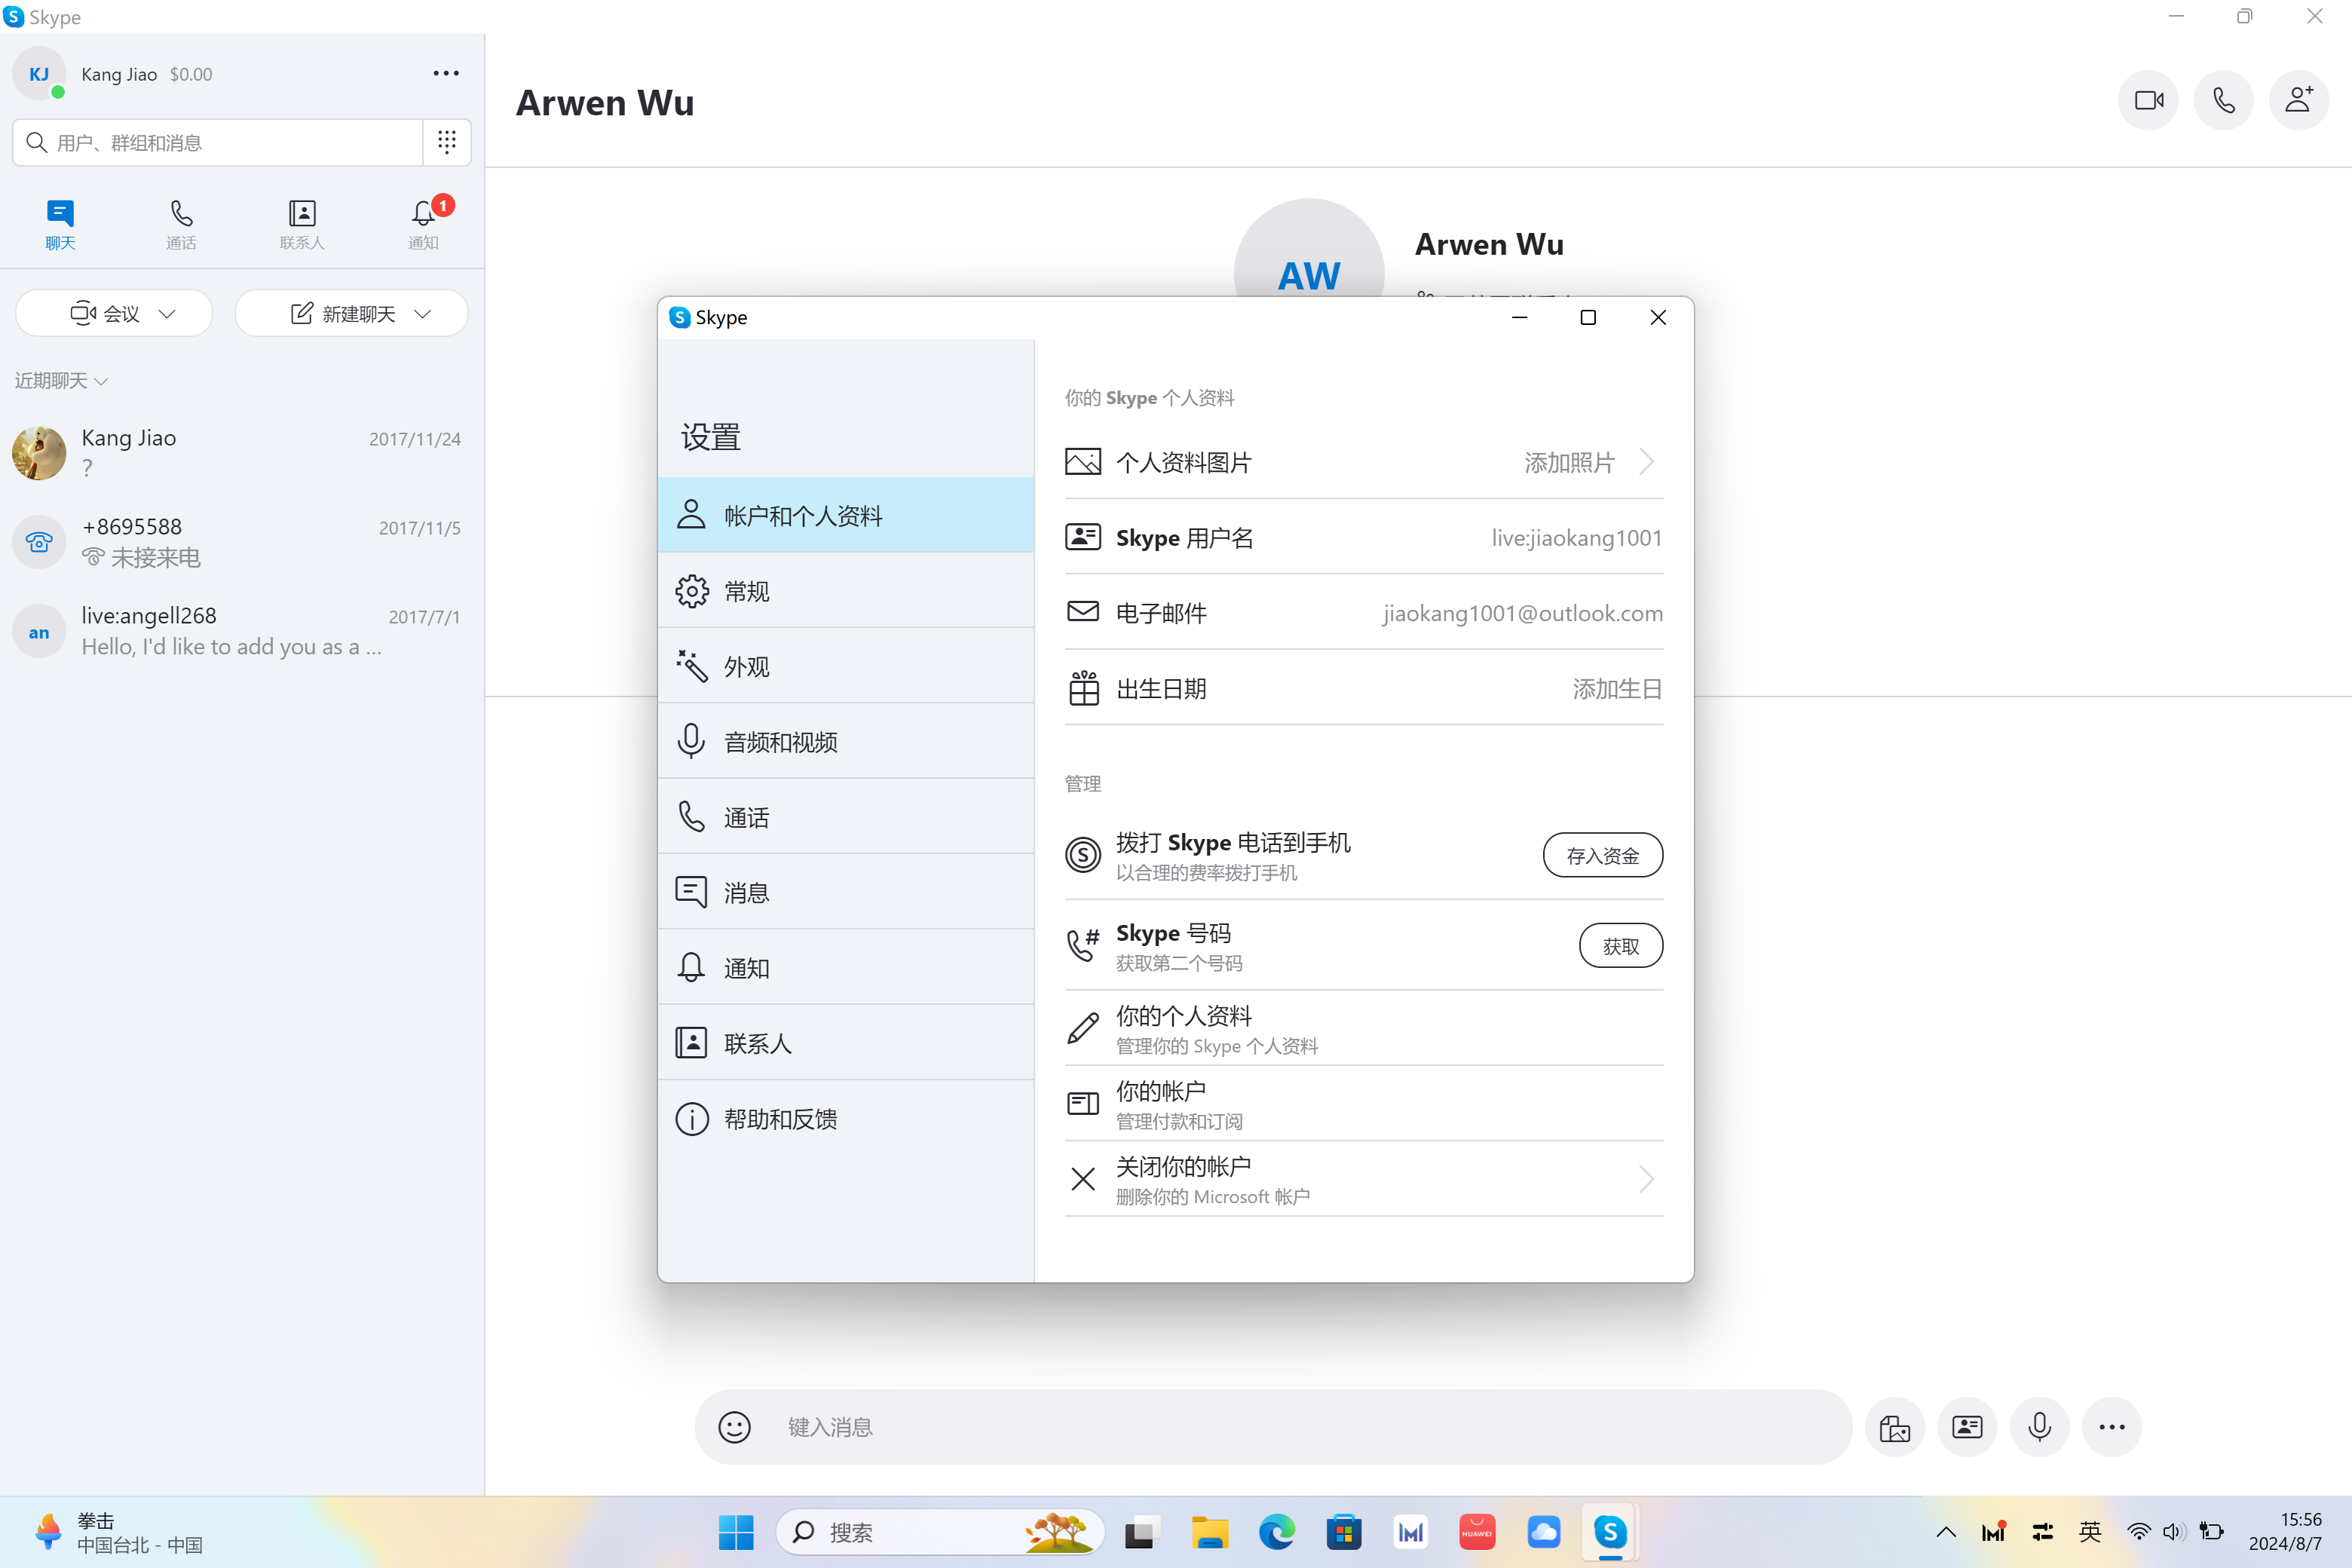 Skype
KJ
Kang Jiao $0.00
用户、群组和消息
聊天
通话
联系人
通知
1
会议
新建聊天
近期聊天
Kang Jiao
2017/11/24
?
+8695588
2017/11/5
未接来电
an
live:angell268
2017/7/1
Hello, I'd like to add you as a ...
Arwen Wu
AW
Arwen Wu
Skype
设置
帐户和个人资料
常规
外观
音频和视频
通话
消息
通知
联系人
帮助和反馈
你的 Skype 个人资料
个人资料图片
添加照片
Skype 用户名
live:jiaokang1001
电子邮件
jiaokang1001@outlook.com
出生日期
添加生日
管理
拨打 Skype 电话到手机
以合理的费率拨打手机
存入资金
Skype 号码
获取第二个号码
获取
你的个人资料
管理你的 Skype 个人资料
你的帐户
管理付款和订阅
关闭你的帐户
删除你的 Microsoft 帐户
键入消息
拳击
中国台北 - 中国
搜索
HUAWEI
英
15:56
2024/8/7